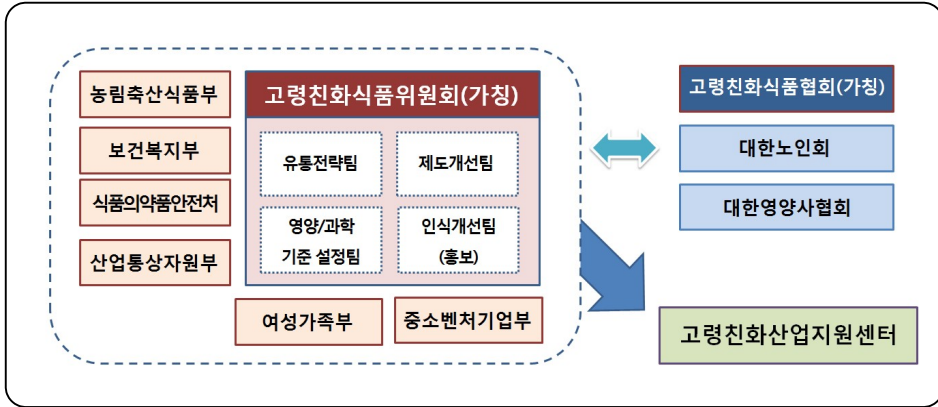 농림축산식품부
보건복지부
식품의약품안전처
산업통상자원부
고령친화식품위원회(가칭)
유통전략팀
제도개선팀
영양/과학
기준 설정팀
인식개선팀
(홍보)
여성가족부
중소벤처기업부
고령친화식품협회(가칭)
대한노인회
대한영양사협회
고령친화산업지원센터